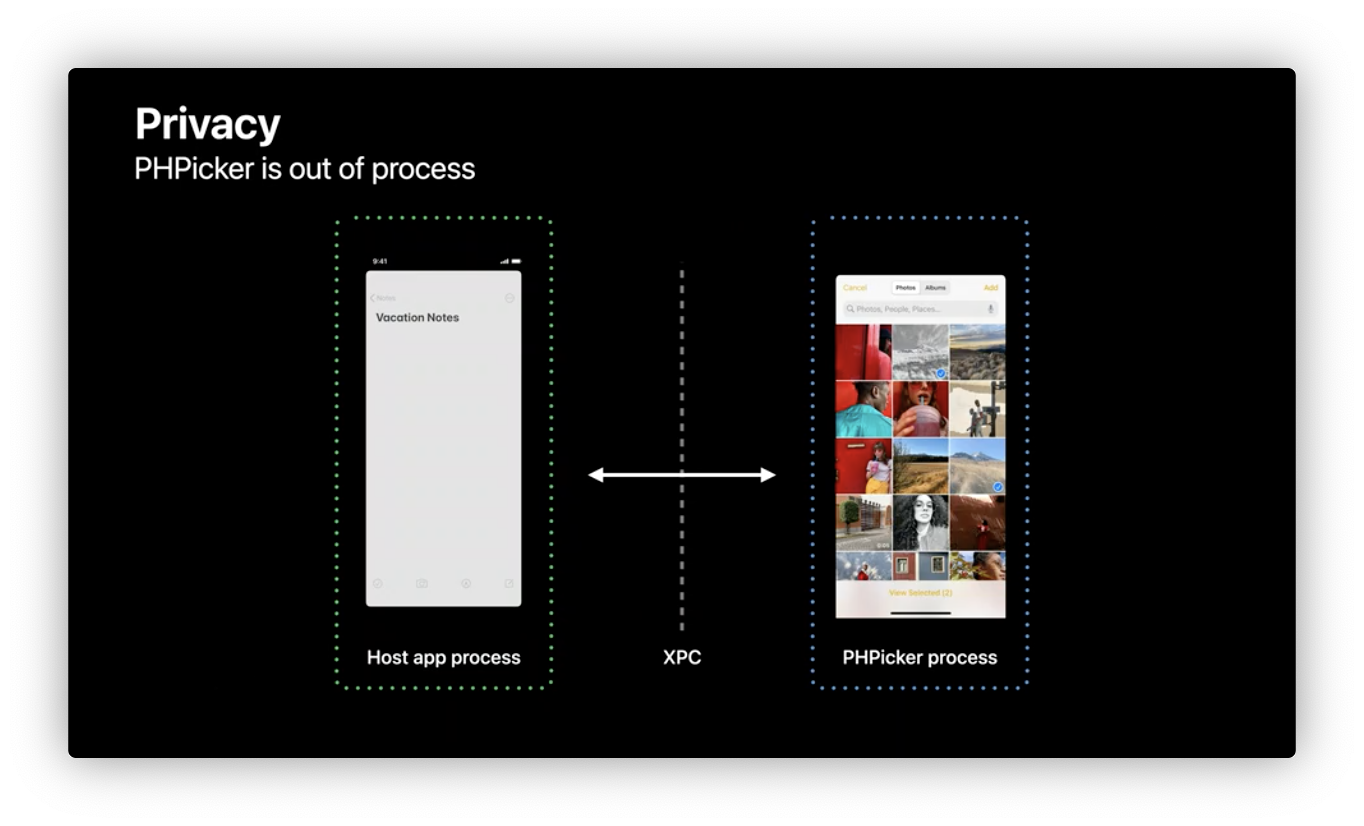 Privacy
PHPicker is out of process
9:41
Notes
Vacation Notes
Cancel
Photos
Albums
Add
Photos, People, Places...
View Selected (2)
Host app process
XPC
PHPicker process